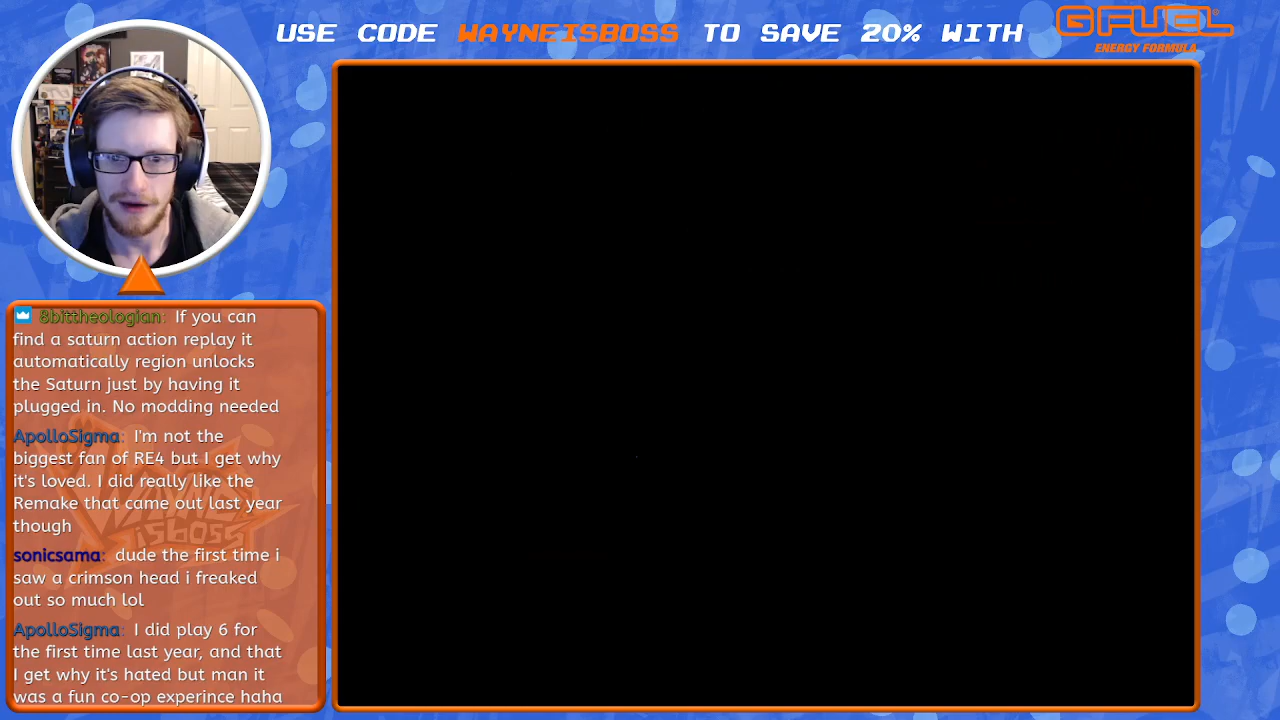 USE CODE WAYNEISBOSS TO SAVE 20% WITH
G FUEL
ENERGY FORMULA
8bittheologian: If you can
find a saturn action replay it
automatically region unlocks
the Saturn just by having it
plugged in. No modding needed
ApolloSigma: I'm not the
biggest fan of RE4 but I get why
it's loved. I did really like the
Remake that came out last year
though
sonicsama: dude the first time i
saw a crimson head i freaked
out so much lol
ApolloSigma: I did play 6 for
the first time last year, and that
I get why it's hated but man it
was a fun co-op experince haha
WAYNE
isboss